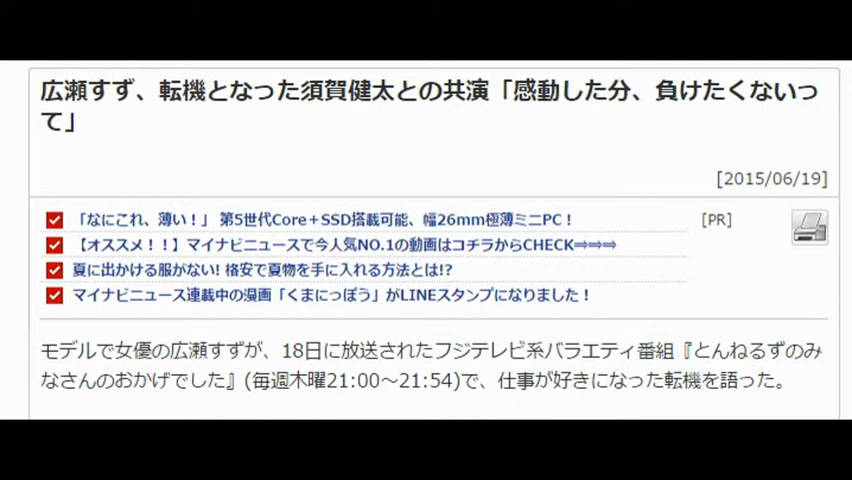 広瀬すず、転機となった須賀健太との共演「感動した分、負けたくないっ
て」
[2015/06/19]
「なにこれ、薄い！」 第5世代Core＋SSD搭載可能、幅26mm極薄ミニPC！
[PR]
【オススメ！！】マイナビニュースで今人気NO.1の動画はコチラからCHECK⇒⇒⇒
夏に出かける服がない! 格安で夏物を手に入れる方法とは!?
マイナビニュース連載中の漫画「くまにっぽう」がLINEスタンプになりました！
モデルで女優の広瀬すずが、18日に放送されたフジテレビ系バラエティ番組『とんねるずのみ
なさんのおかげでした』(毎週木曜21:00～21:54)で、仕事が好きになった転機を語った。